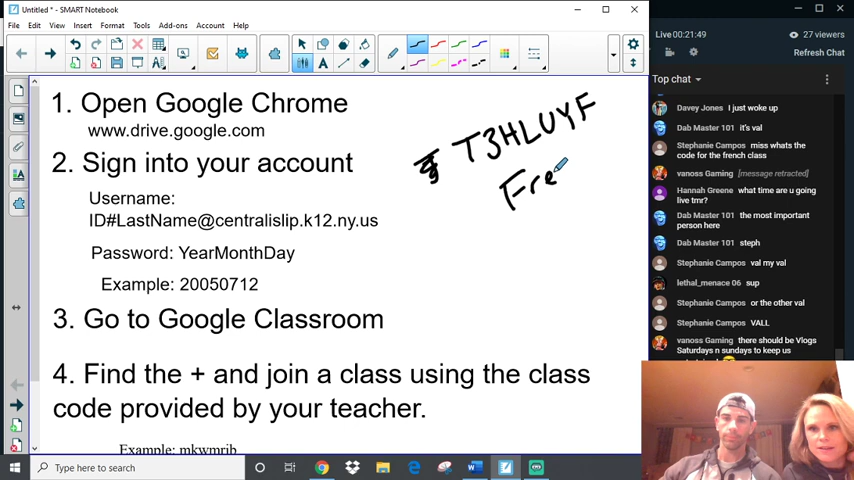 Untitled * - SMART Notebook
File Edit View Insert Format Tools Add-ons Account Help
1. Open Google Chrome
www.drive.google.com
2. Sign into your account
Username:
ID#LastName@centralislip.k12.ny.us
Password: YearMonthDay
Example: 20050712
3. Go to Google Classroom
4. Find the + and join a class using the class
code provided by your teacher.
Example: mkwmrib
T3HLUYF
Fre
Type here to search
Live 00:21:49
27 viewers
Refresh Chat
Top chat
Davey Jones I just woke up
Dab Master 101 it's val
Stephanie Campos miss whats the
code for the french class
vanoss Gaming [message retracted]
Hannah Greene what time are u going
live tmr?
Dab Master 101 the most important
person here
Dab Master 101 steph
Stephanie Campos val my val
lethal_menace 06 sup
Stephanie Campos or the other val
Stephanie Campos VALL
vanoss Gaming there should be Vlogs
Saturdays n sundays to keep us